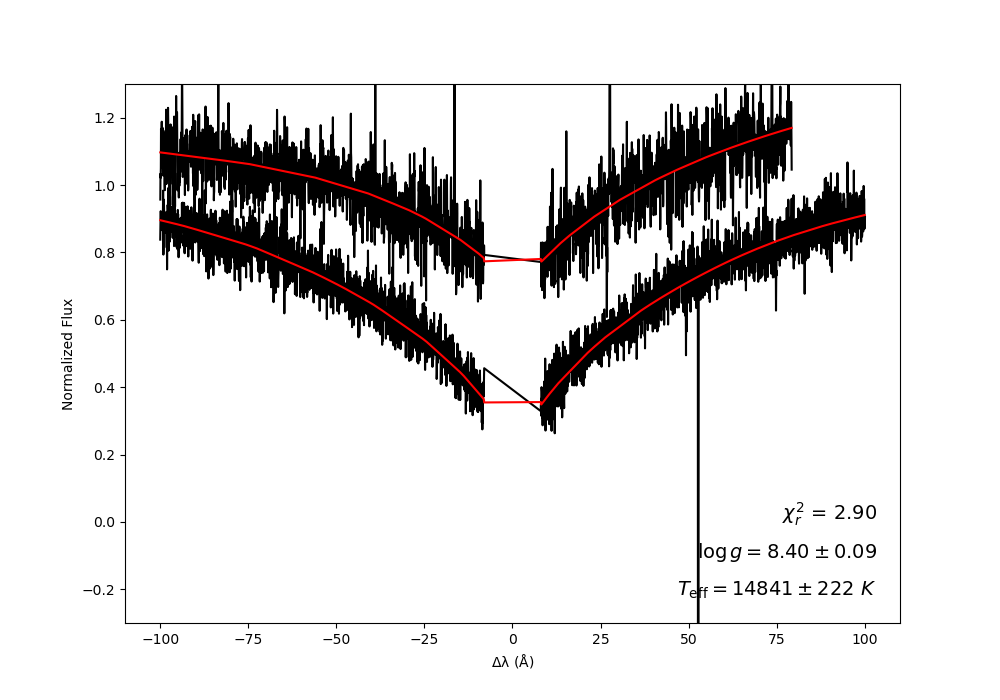 1.2
1.0
0.8
0.6
0.4
0.2
0.0
−0.2
Normalized Flux
χ²ᵣ = 2.90
log g = 8.40 ± 0.09
T_eff = 14841 ± 222 K
−100 −75 −50 −25 0 25 50 75 100
Δλ (Å)